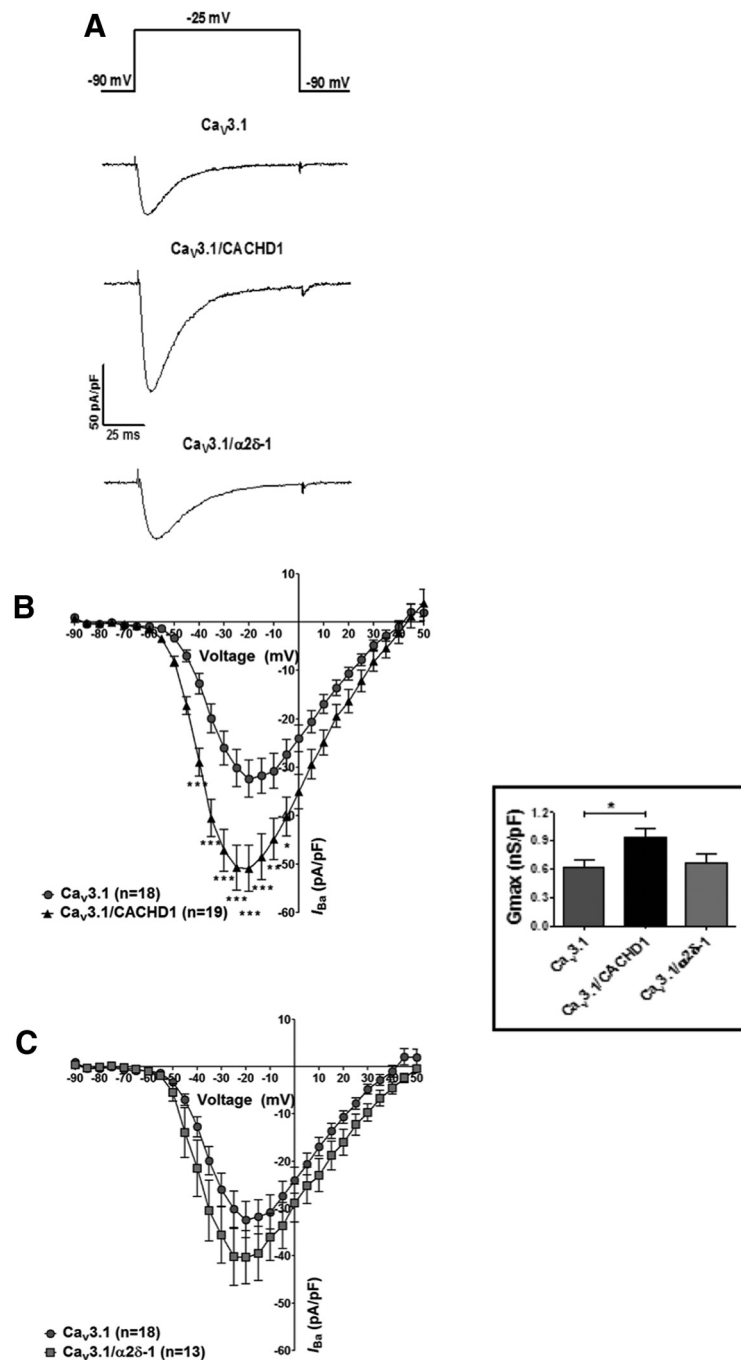 A
-25 mV
-90 mV
-90 mV
CaV3.1
CaV3.1/CACHD1
50 pA/pF
25 ms
CaV3.1/α2δ-1
B
10
-90 -80 -70 -60 -50 -40 -30 -20 -10 10 20 30 40 50
Voltage (mV)
-10
-20
-30
-40
-50
-60
***
***
***
***
***
***
**
*
IBa (pA/pF)
Cav3.1 (n=18)
Cav3.1/CACHD1 (n=19)
1.2
0.9
0.6
0.3
0.0
Gmax (nS/pF)
*
Cav3.1
Cav3.1/CACHD1
Cav3.1/α2δ-1
C
10
-90 -80 -70 -60 -50 -40 -30 -20 -10 10 20 30 40 50
Voltage (mV)
-10
-20
-30
-40
-50
-60
IBa (pA/pF)
Cav3.1 (n=18)
Cav3.1/α2δ-1 (n=13)